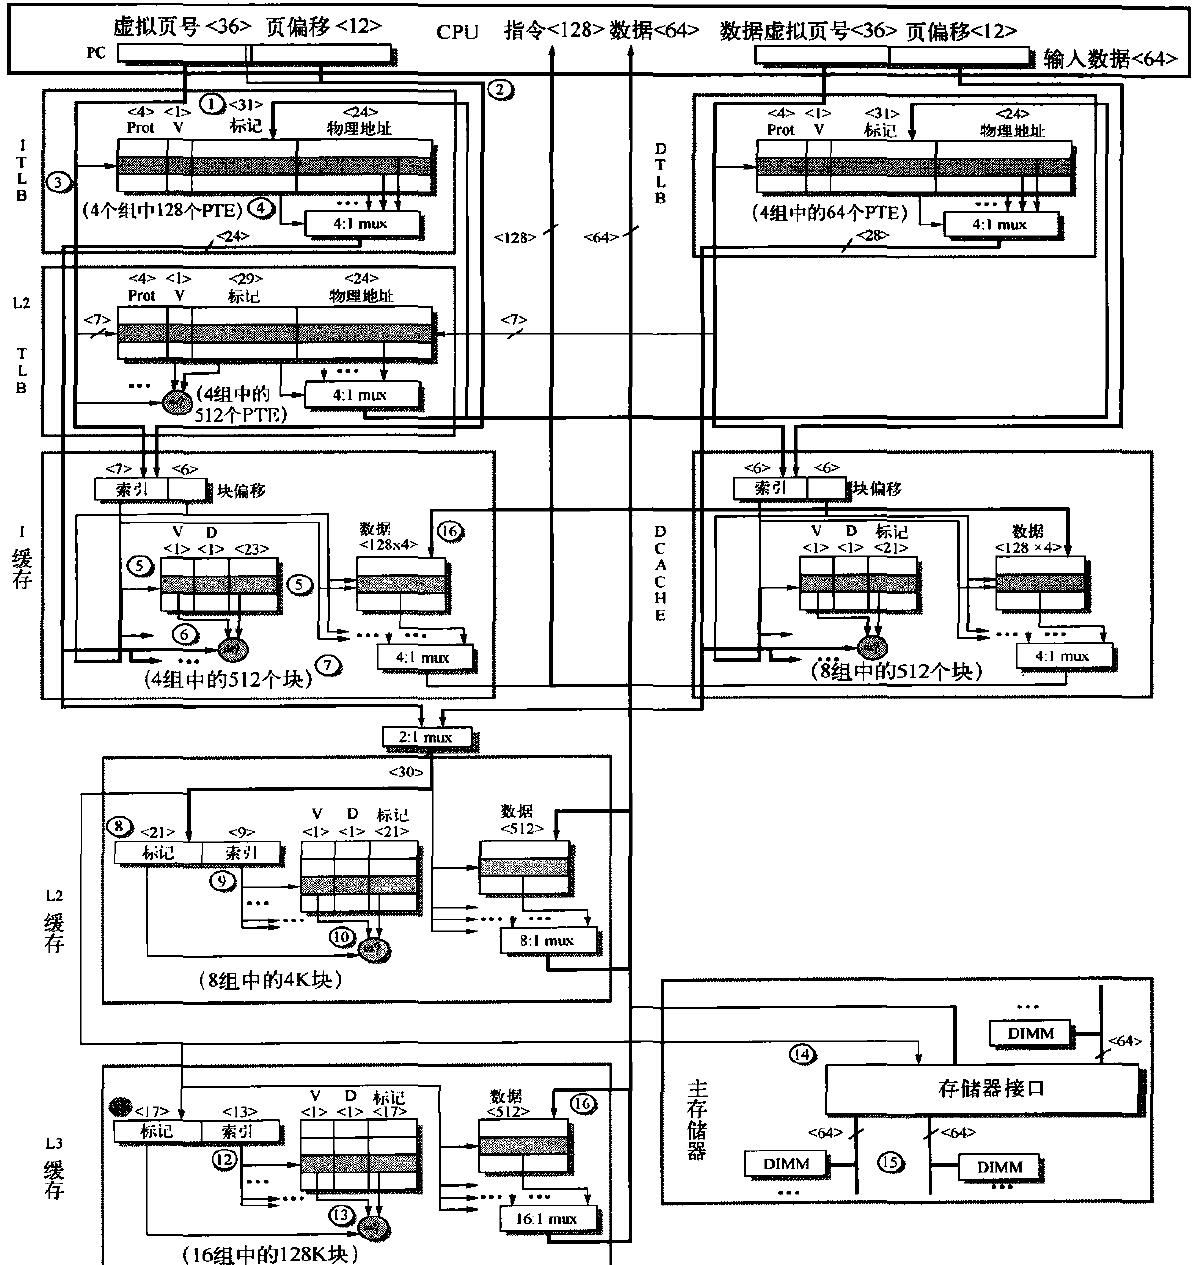 虚拟页号<36> 页偏移<12> CPU 指令<128> 数据<64> 数据虚拟页号<36> 页偏移<12>
PC
输入数据<64>
②
① <4> <1> <31> <24>
Prot V 标记 物理地址
I
T
L
B
③
(4个组中128个PTE) ④
4:1 mux
<24>
<4> <1> <31> <24>
Prot V 标记 物理地址
D
T
L
B
(4组中的64个PTE)
4:1 mux
<28>
<128> <64>
<4> <1> <29> <24>
Prot V 标记 物理地址
L2
T
L
B
<7> <7>
(4组中的
512个PTE)
4:1 mux
<7> <6>
索引 块偏移
I
缓存
V D
<1> <1> <23>
数据
<128x4>
⑯
⑤ ⑤
⑥
⑦
4:1 mux
(4组中的512个块)
<6> <6>
索引 块偏移
D
C
A
C
H
E
V D 标记
<1> <1> <21>
数据
<128 ×4>
4:1 mux
(8组中的512个块)
2:1 mux
<30>
⑧ <21> <9>
标记 索引
V D 标记
<1> <1> <21>
数据
<512>
⑨
L2
缓存
⑩
8:1 mux
(8组中的4K块)
<17> <13>
标记 索引
V D 标记
<1> <1> <17>
数据
<512>
⑯
⑫
L3
缓存
⑬
16:1 mux
(16组中的128K块)
DIMM
<64>
⑭
存储器接口
主存储器
<64> <64>
DIMM ⑮ DIMM